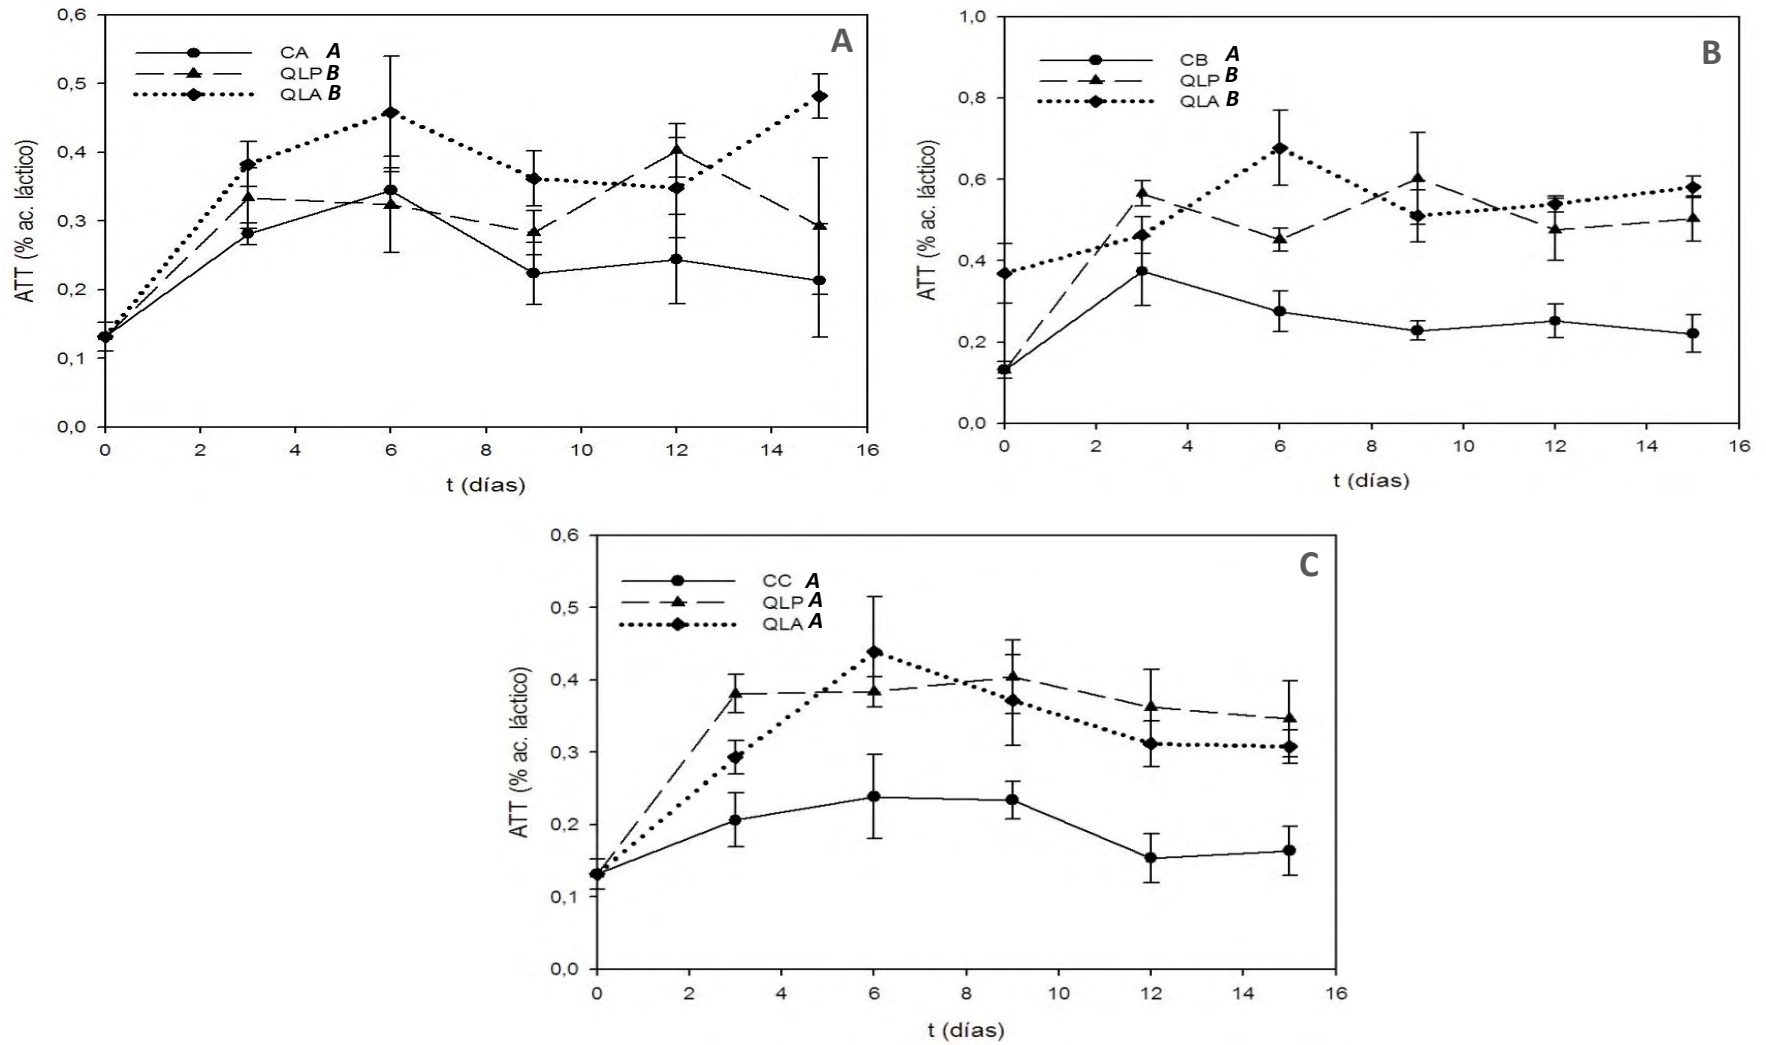 A
CA A
QLP B
QLA B
0,6
0,5
0,4
0,3
0,2
0,1
0,0
ATT (% ac. láctico)
0 2 4 6 8 10 12 14 16
t (días)
B
CB A
QLP B
QLA B
1,0
0,8
0,6
0,4
0,2
0,0
ATT (% ac. láctico)
0 2 4 6 8 10 12 14 16
t (días)
C
CC A
QLP A
QLA A
0,6
0,5
0,4
0,3
0,2
0,1
0,0
ATT (% ac. láctico)
0 2 4 6 8 10 12 14 16
t (días)